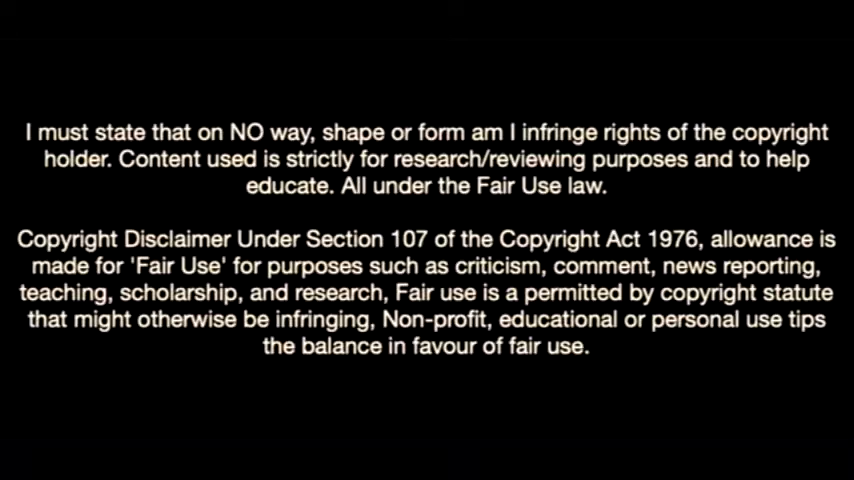 I must state that on NO way, shape or form am I infringe rights of the copyright
holder. Content used is strictly for research/reviewing purposes and to help
educate. All under the Fair Use law.
Copyright Disclaimer Under Section 107 of the Copyright Act 1976, allowance is
made for 'Fair Use' for purposes such as criticism, comment, news reporting,
teaching, scholarship, and research, Fair use is a permitted by copyright statute
that might otherwise be infringing, Non-profit, educational or personal use tips
the balance in favour of fair use.